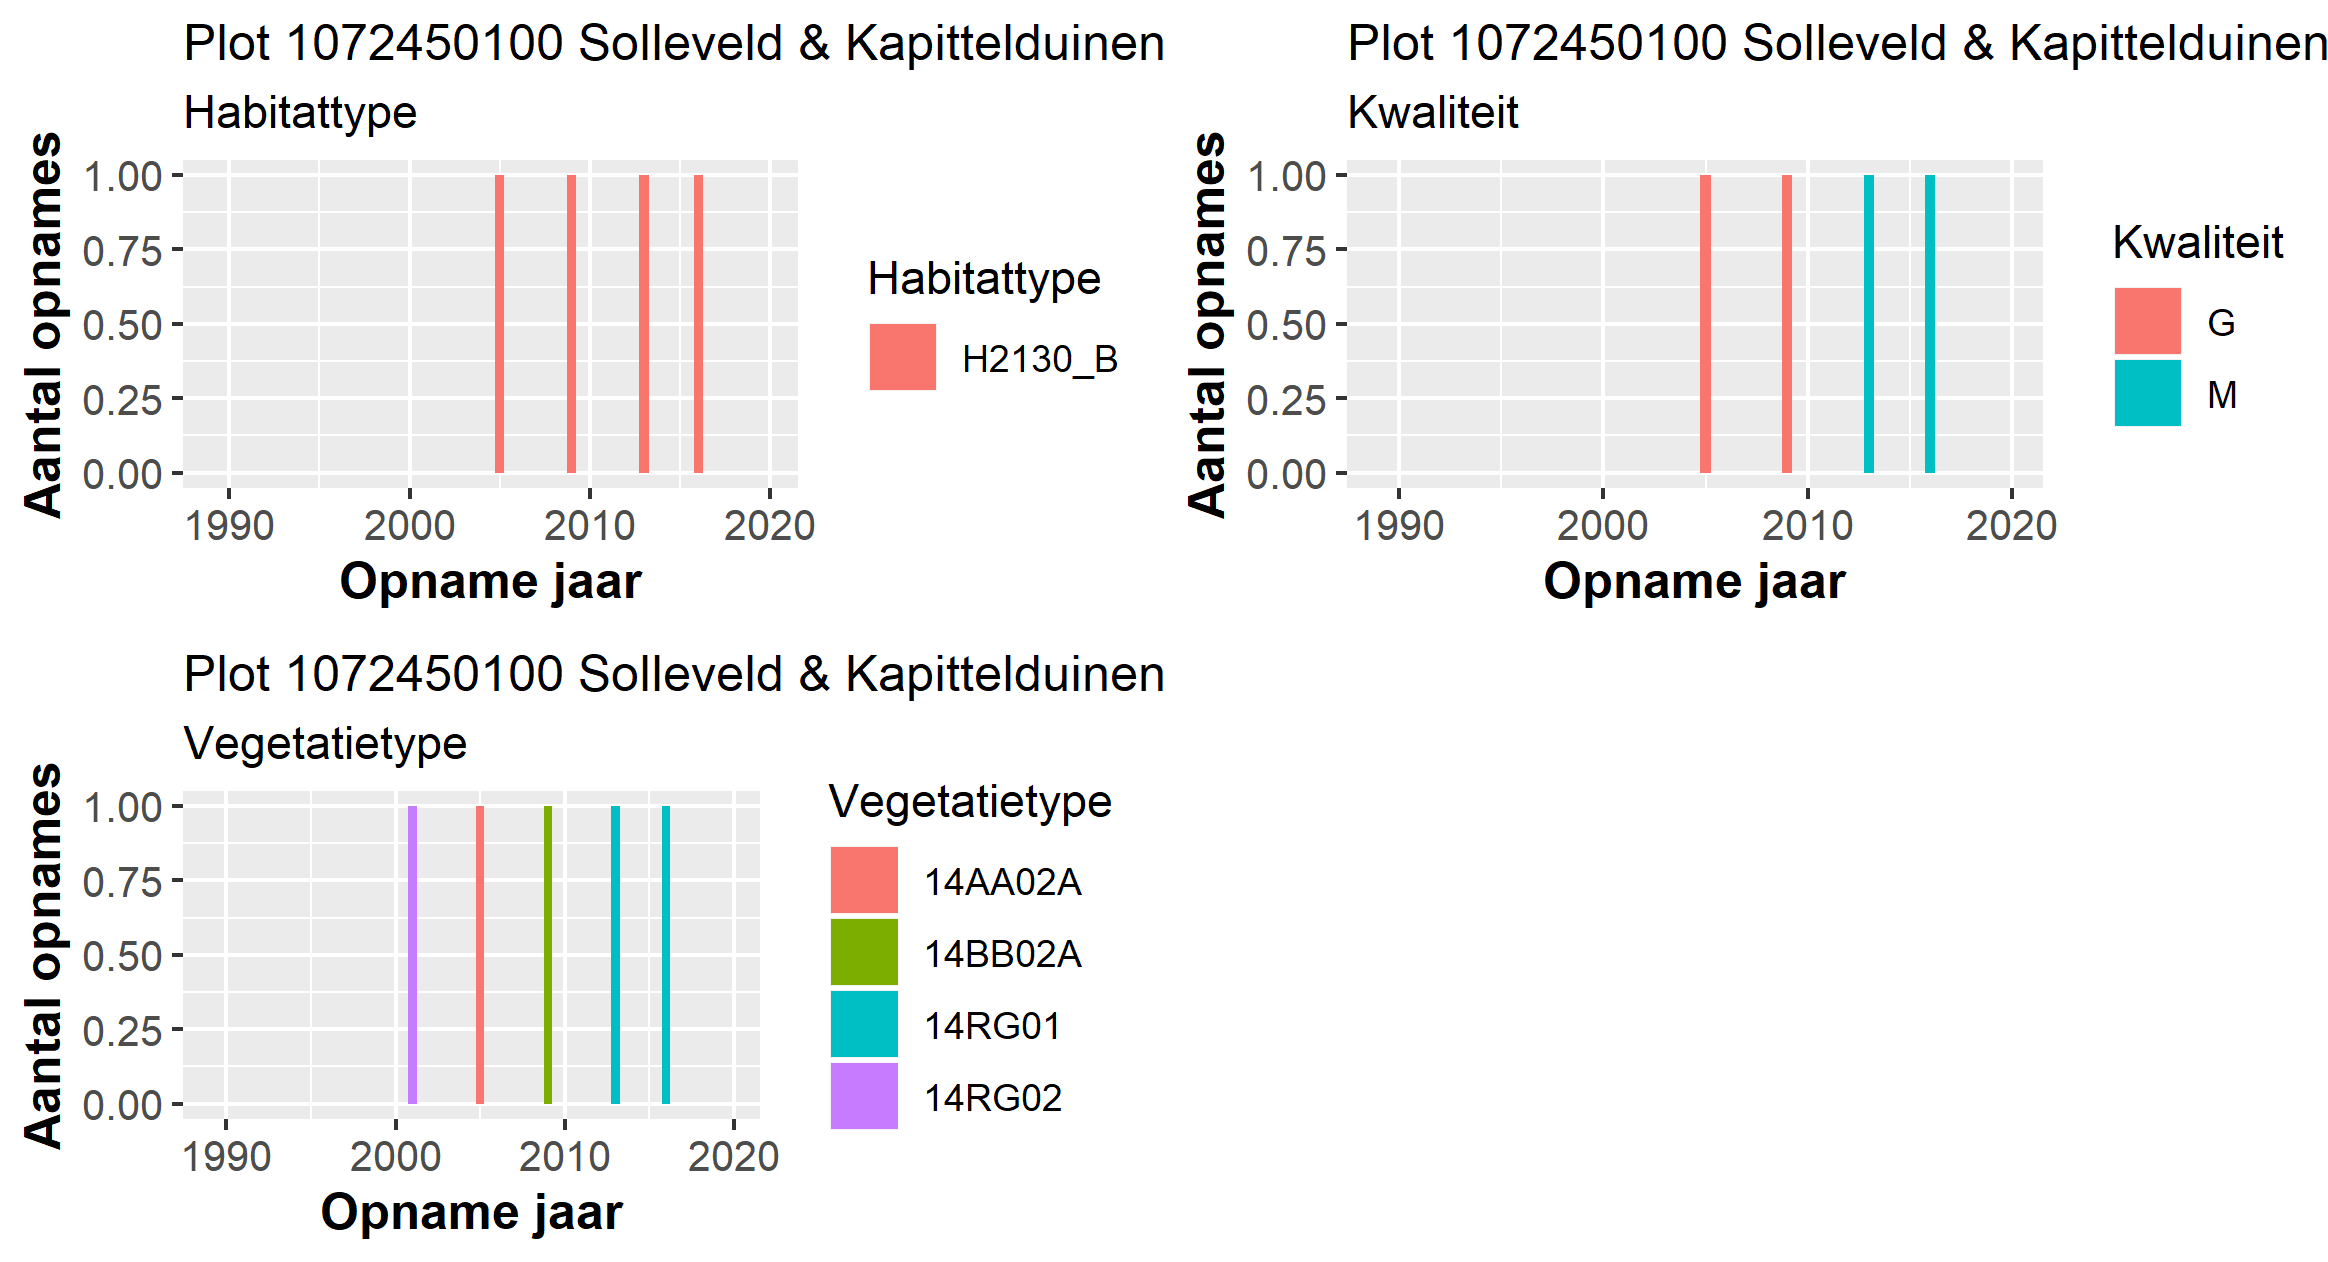 Plot 1072450100 Solleveld & Kapittelduinen
Habitattype
Aantal opnames
1.00
0.75
0.50
0.25
0.00
1990 2000 2010 2020
Opname jaar
Habitattype
H2130_B
Plot 1072450100 Solleveld & Kapittelduinen
Kwaliteit
Aantal opnames
1.00
0.75
0.50
0.25
0.00
1990 2000 2010 2020
Opname jaar
Kwaliteit
G
M
Plot 1072450100 Solleveld & Kapittelduinen
Vegetatietype
Aantal opnames
1.00
0.75
0.50
0.25
0.00
1990 2000 2010 2020
Opname jaar
Vegetatietype
14AA02A
14BB02A
14RG01
14RG02